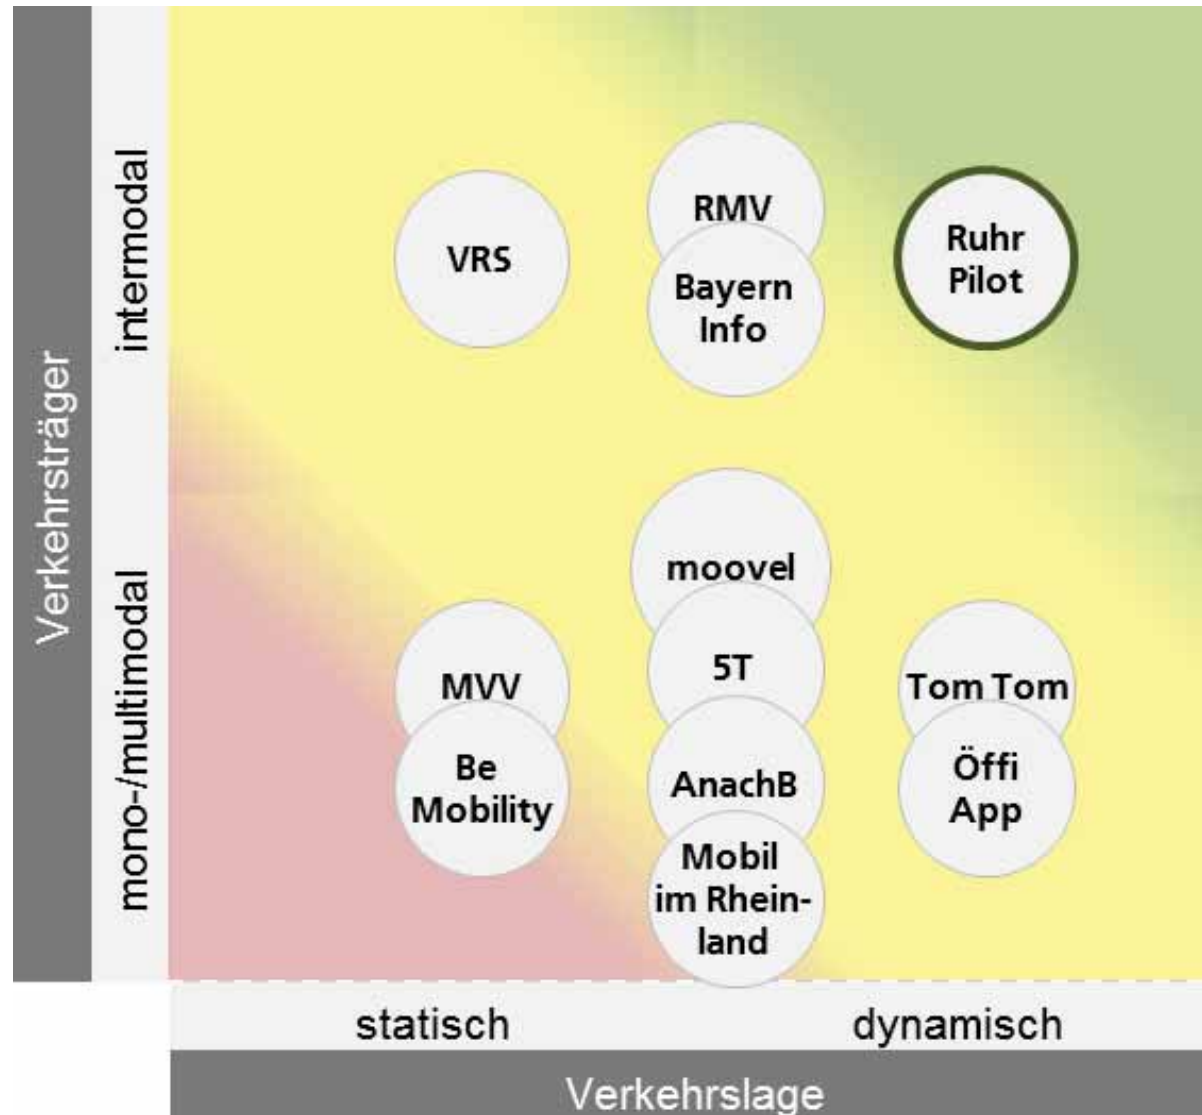 Verkehrsträger
intermodal
mono-/multimodal
VRS
RMV
Bayern
Info
Ruhr
Pilot
moovel
MVV
5T
Tom Tom
Be
Mobility
AnachB
Öffi
App
Mobil
im Rhein-
land
statisch
dynamisch
Verkehrslage